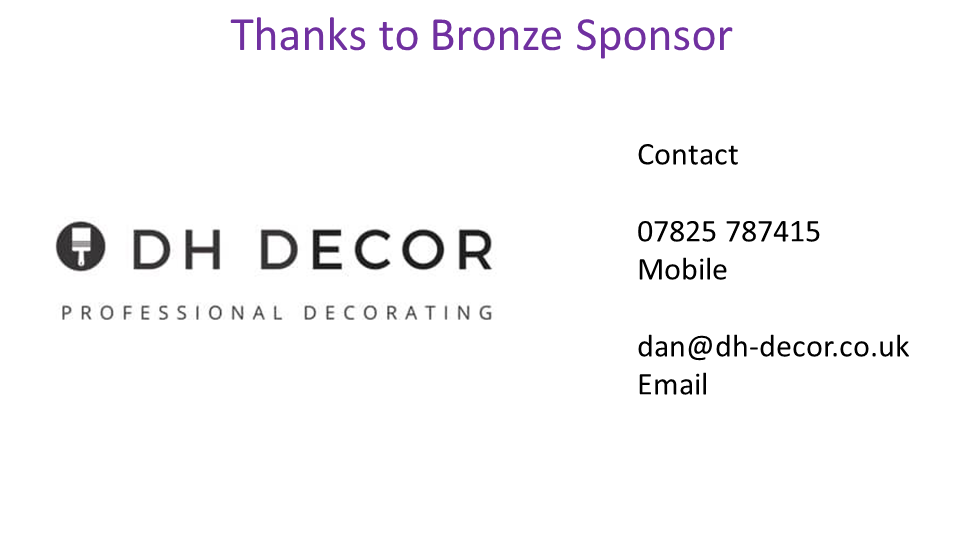 Thanks to Bronze Sponsor
DH DECOR
PROFESSIONAL DECORATING
Contact
07825 787415
Mobile
dan@dh-decor.co.uk
Email